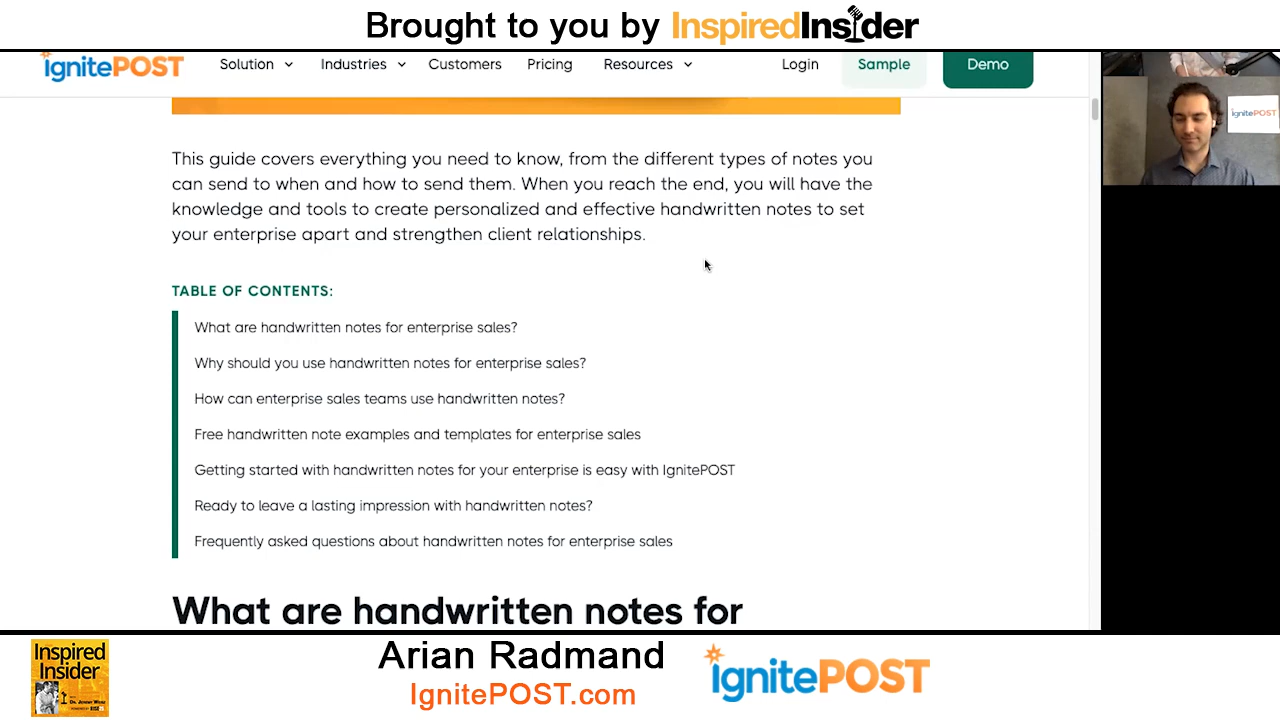 Brought to you by InspiredInsider
ignitePOST
Solution Industries Customers Pricing Resources Login Sample Demo
ignitePOST
This guide covers everything you need to know, from the different types of notes you
can send to when and how to send them. When you reach the end, you will have the
knowledge and tools to create personalized and effective handwritten notes to set
your enterprise apart and strengthen client relationships.
TABLE OF CONTENTS:
What are handwritten notes for enterprise sales?
Why should you use handwritten notes for enterprise sales?
How can enterprise sales teams use handwritten notes?
Free handwritten note examples and templates for enterprise sales
Getting started with handwritten notes for your enterprise is easy with IgnitePOST
Ready to leave a lasting impression with handwritten notes?
Frequently asked questions about handwritten notes for enterprise sales
What are handwritten notes for
Inspired
Insider
Arian Radmand
IgnitePOST.com
ignitePOST